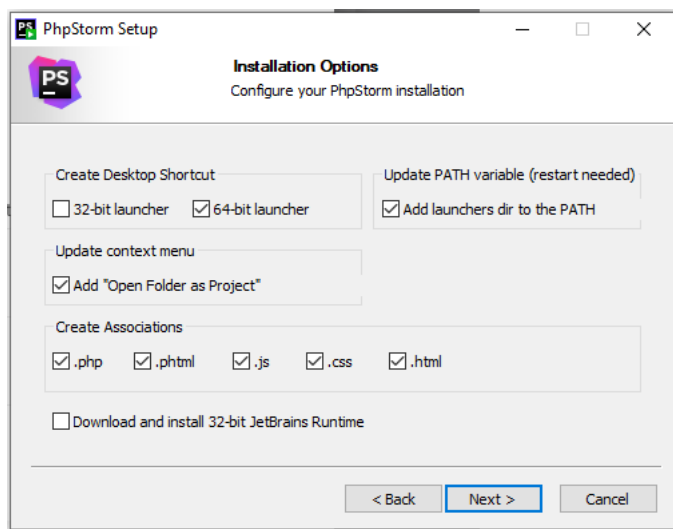 PS PhpStorm Setup
PS
Installation Options
Configure your PhpStorm installation
Create Desktop Shortcut
32-bit launcher 64-bit launcher
Update PATH variable (restart needed)
Add launchers dir to the PATH
Update context menu
Add "Open Folder as Project"
Create Associations
.php .phtml .js .css .html
Download and install 32-bit JetBrains Runtime
< Back Next > Cancel